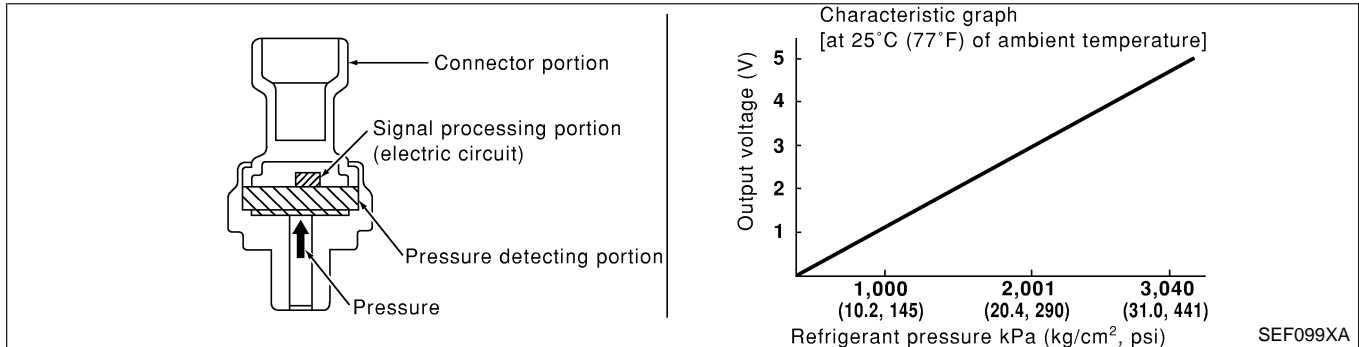 Connector portion
Signal processing portion
(electric circuit)
Pressure detecting portion
Pressure
Characteristic graph
[at 25°C (77°F) of ambient temperature]
Output voltage (V)
5
4
3
2
1
1,000 2,001 3,040
(10.2, 145) (20.4, 290) (31.0, 441)
Refrigerant pressure kPa (kg/cm², psi)
SEF099XA